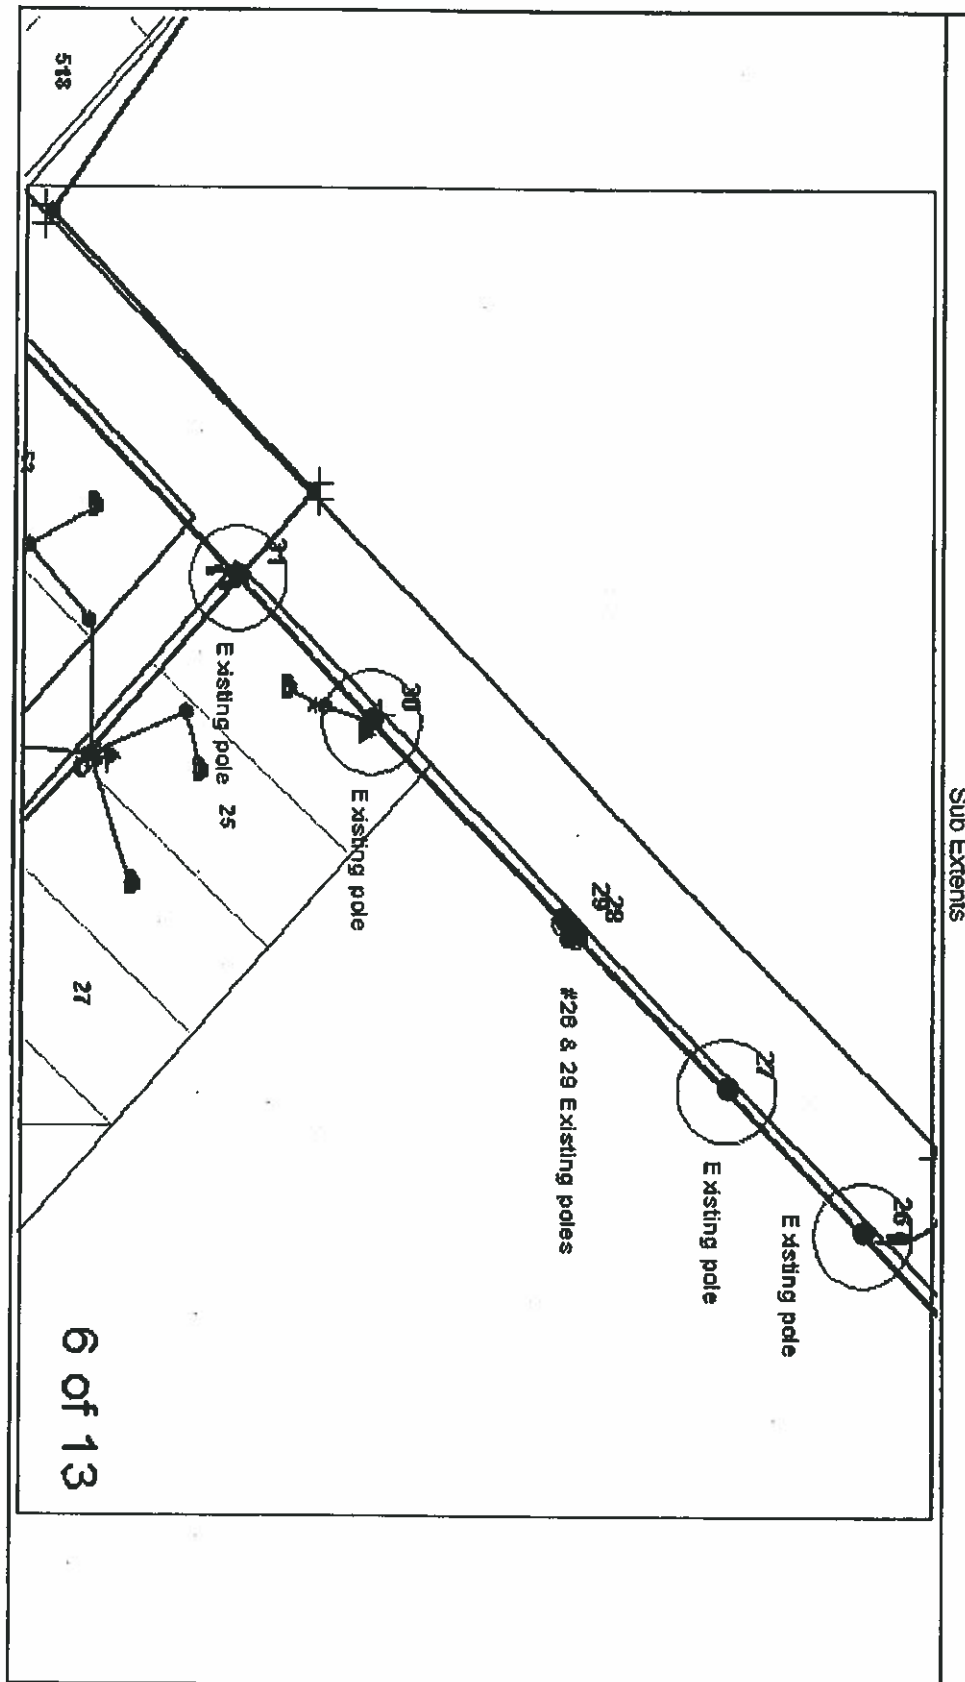 Sub Extents
518
26
Existing pole
27
Existing pole
28
29
#28 & 29 Existing poles
30
Existing pole
31
Existing pole
25
27
6 of 13